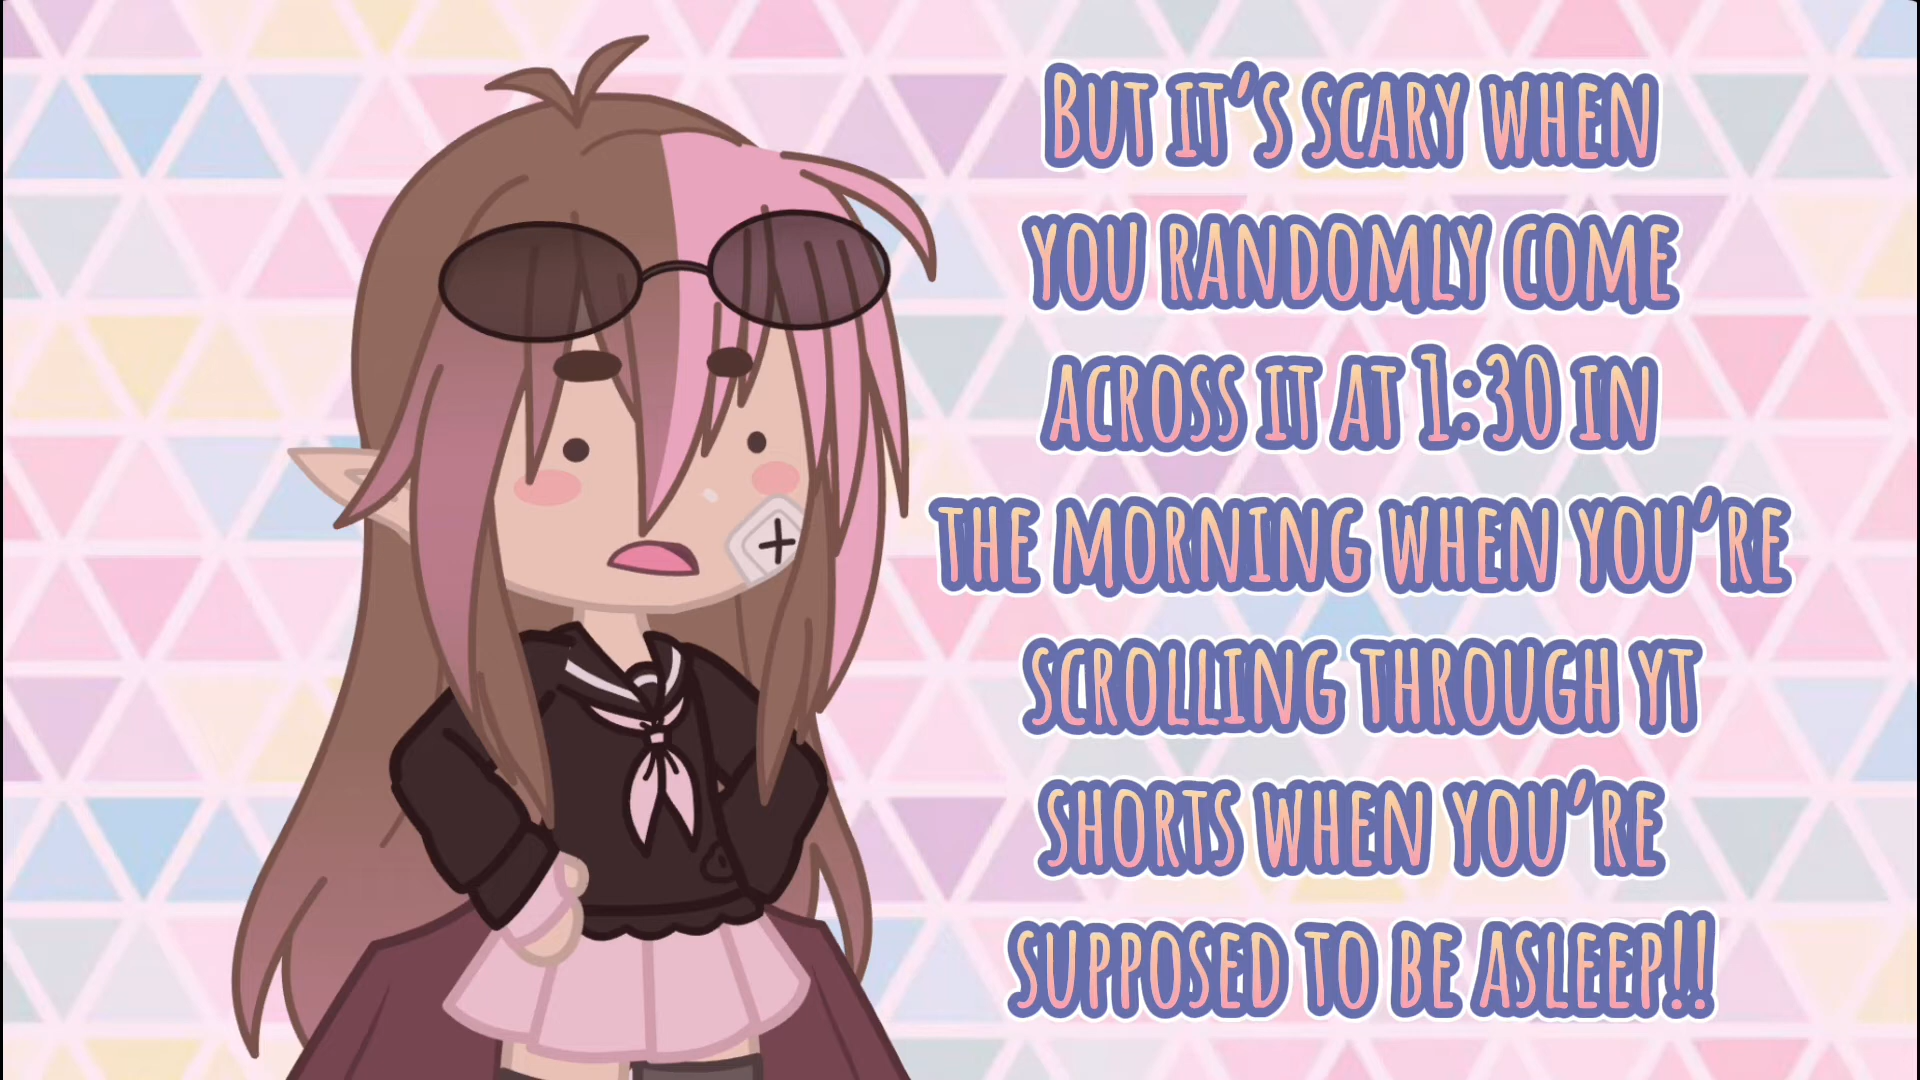 But it's scary when
you randomly come
across it at 1:30 in
the morning when you're
scrolling through yt
shorts when you're
supposed to be asleep!!